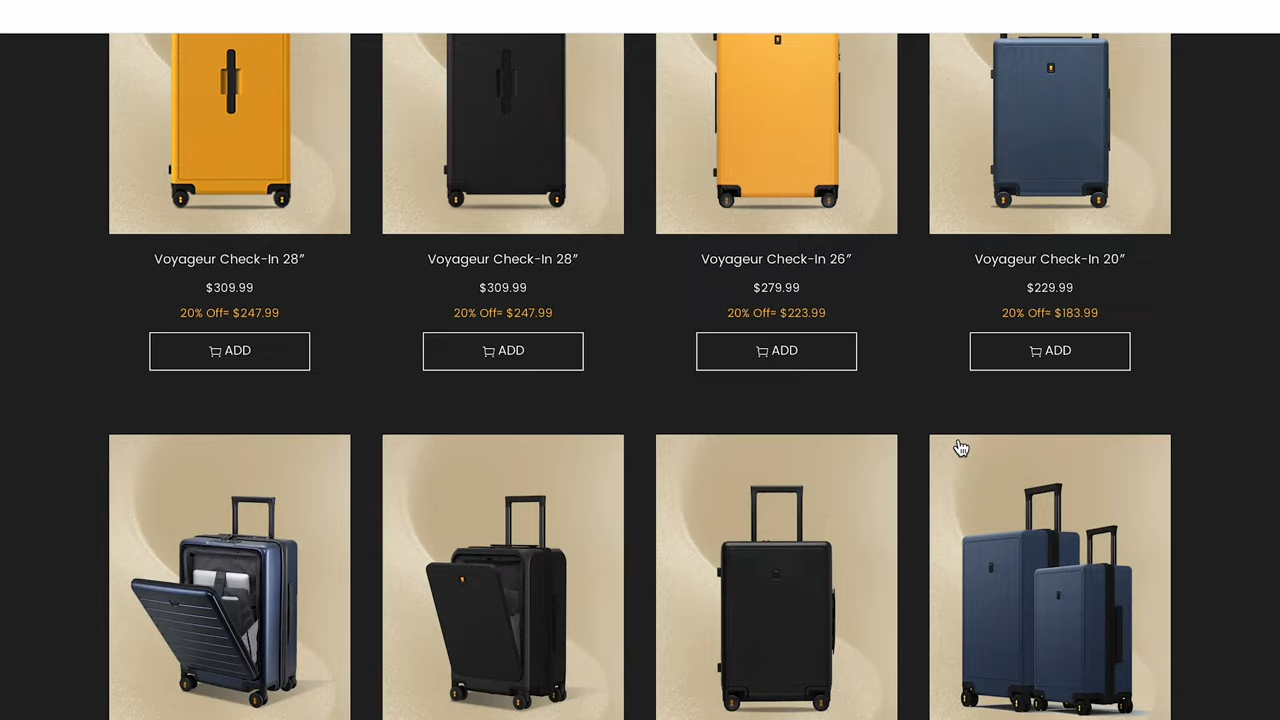 Voyageur Check-In 28″
$309.99
20% Off= $247.99
ADD
Voyageur Check-In 28″
$309.99
20% Off= $247.99
ADD
Voyageur Check-In 26″
$279.99
20% Off= $223.99
ADD
Voyageur Check-In 20″
$229.99
20% Off= $183.99
ADD